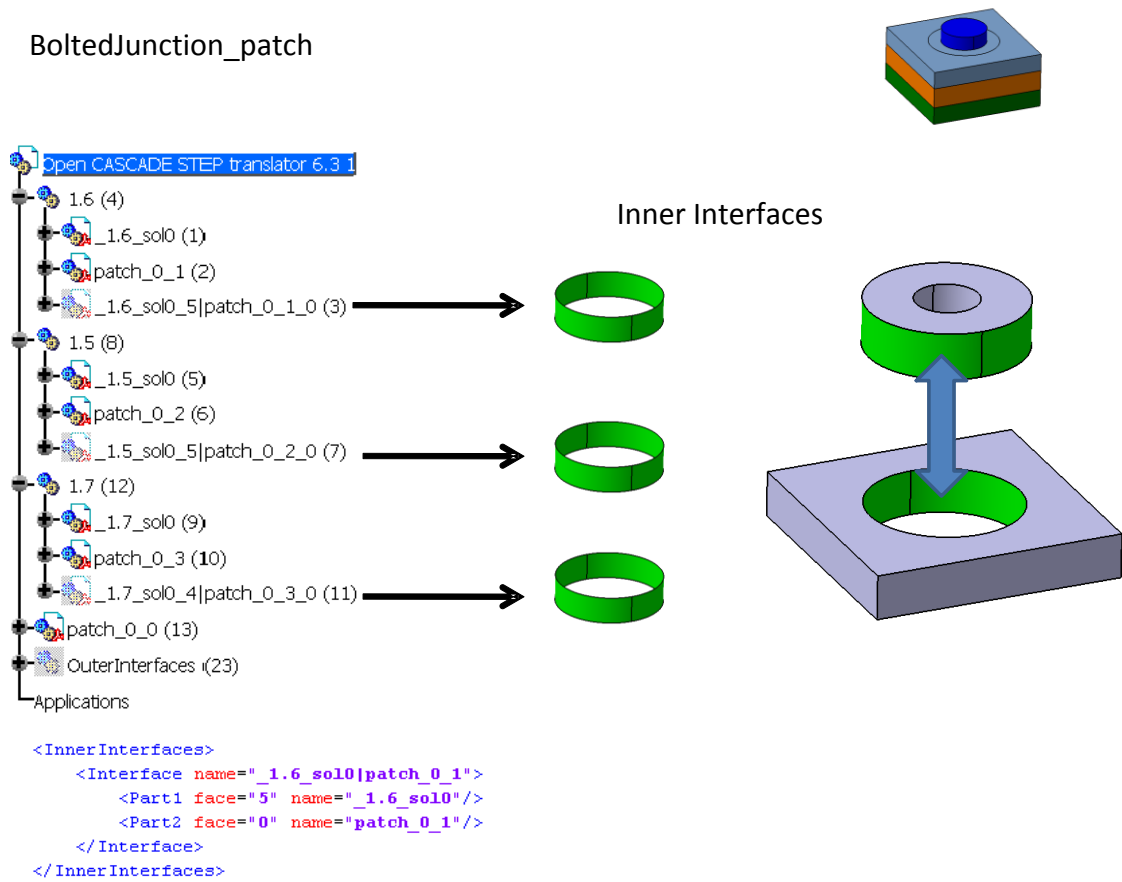 BoltedJunction_patch
Open CASCADE STEP translator 6.3 1
1.6 (4)
_1.6_sol0 (1)
patch_0_1 (2)
_1.6_sol0_5|patch_0_1_0 (3)
1.5 (8)
_1.5_sol0 (5)
patch_0_2 (6)
_1.5_sol0_5|patch_0_2_0 (7)
1.7 (12)
_1.7_sol0 (9)
patch_0_3 (10)
_1.7_sol0_4|patch_0_3_0 (11)
patch_0_0 (13)
OuterInterfaces (23)
Applications
Inner Interfaces
<InnerInterfaces>
<Interface name="_1.6_sol0|patch_0_1">
<Part1 face="5" name="_1.6_sol0"/>
<Part2 face="0" name="patch_0_1"/>
</Interface>
</InnerInterfaces>